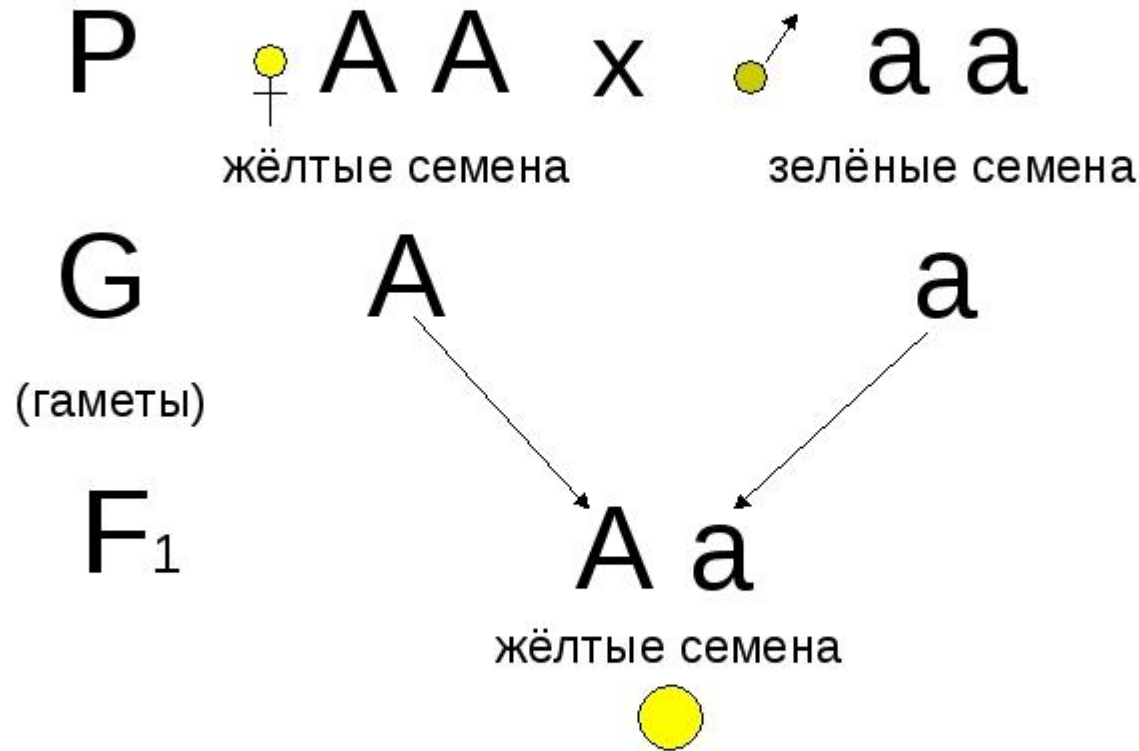 P ♀ A A x ♂ a a
жёлтые семена зелёные семена
G A a
(гаметы)
F₁ A a
жёлтые семена